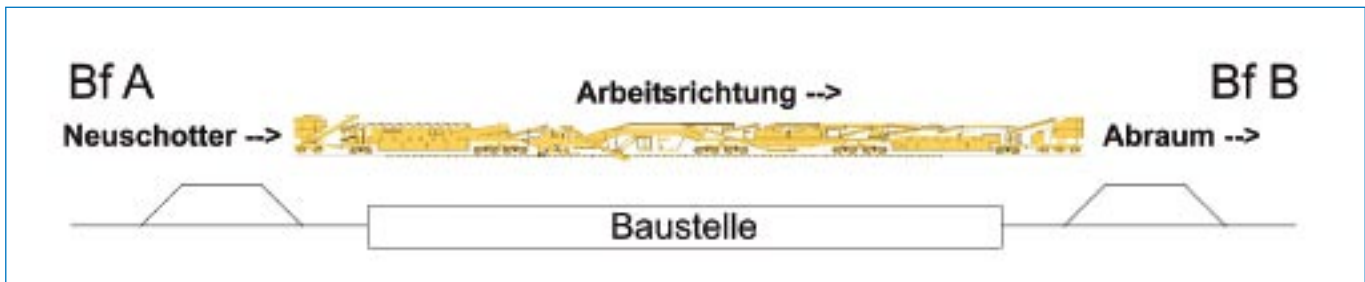 Bf A
Bf B
Arbeitsrichtung -->
Neuschotter -->
Abraum -->
Baustelle